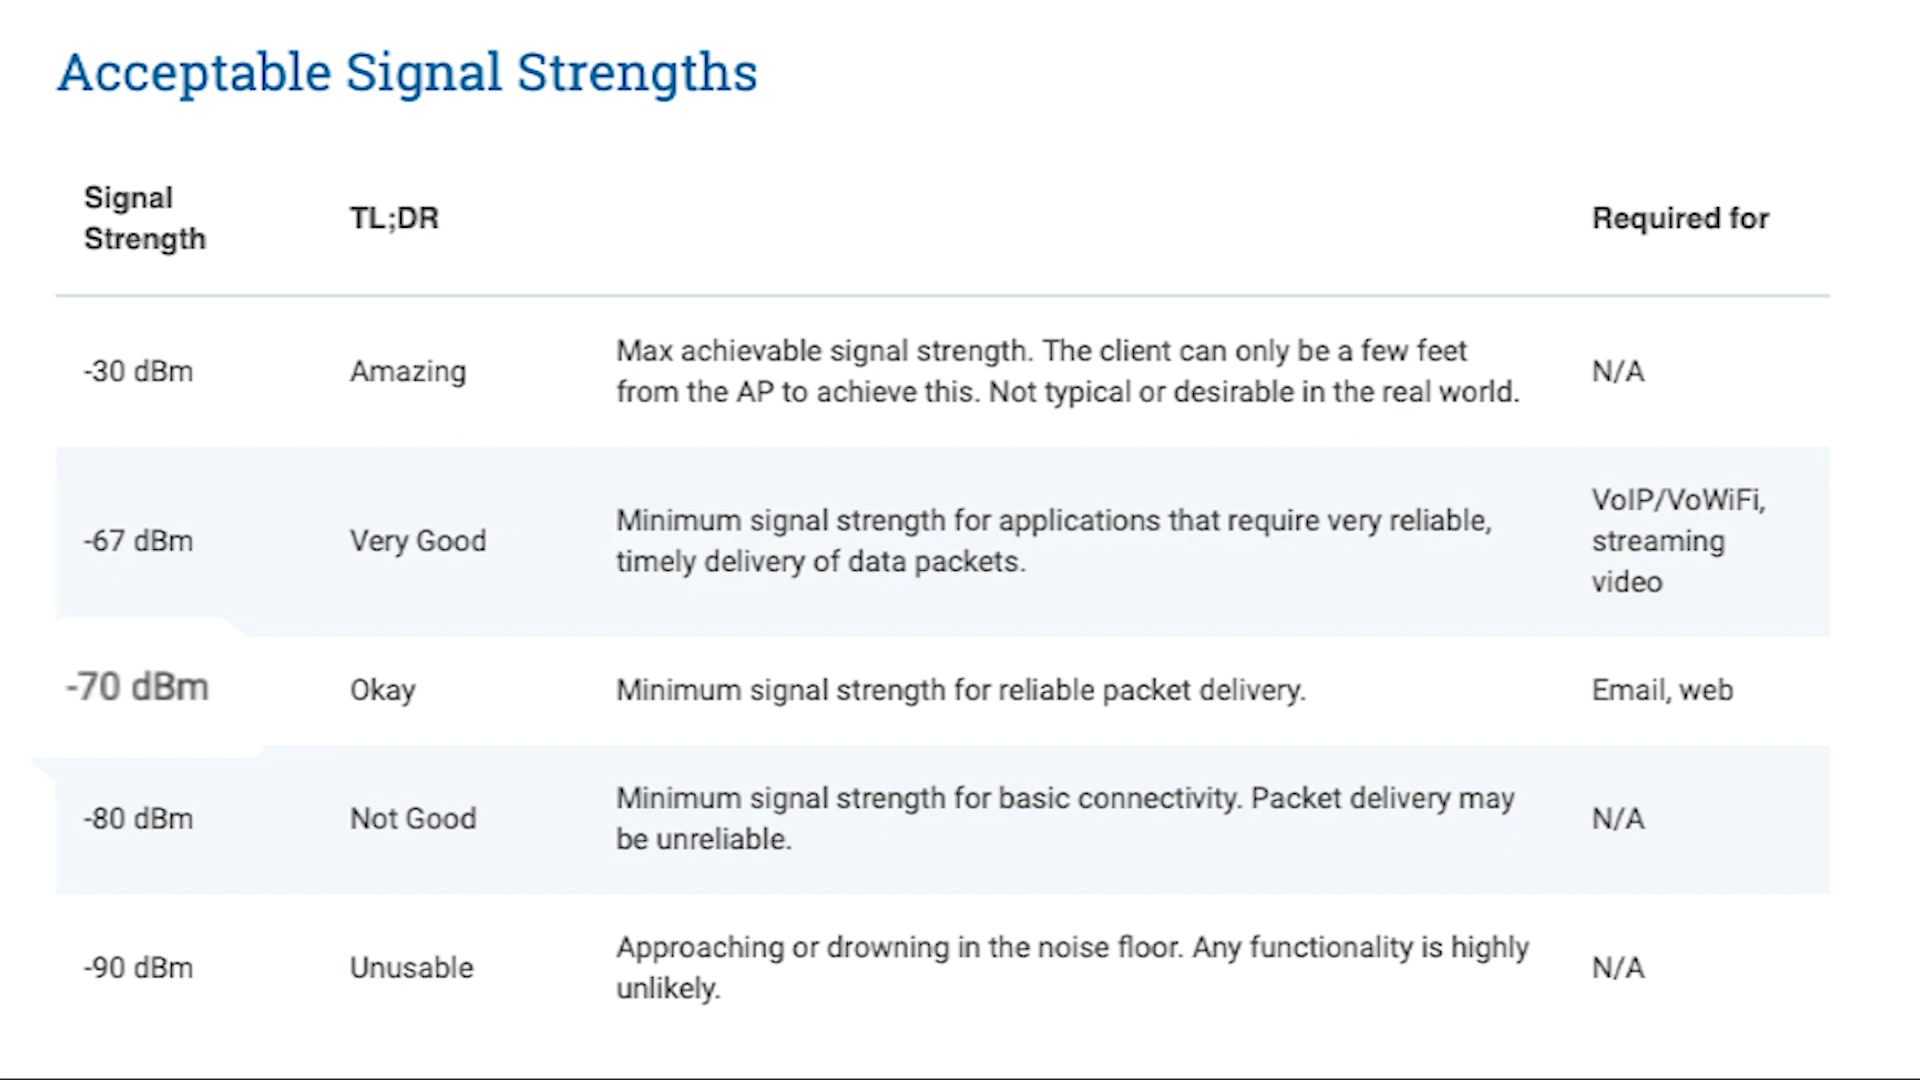 Acceptable Signal Strengths
Signal
Strength
TL;DR
Required for
-30 dBm
Amazing
Max achievable signal strength. The client can only be a few feet
from the AP to achieve this. Not typical or desirable in the real world.
N/A
-67 dBm
Very Good
Minimum signal strength for applications that require very reliable,
timely delivery of data packets.
VoIP/VoWiFi,
streaming
video
-70 dBm
Okay
Minimum signal strength for reliable packet delivery.
Email, web
-80 dBm
Not Good
Minimum signal strength for basic connectivity. Packet delivery may
be unreliable.
N/A
-90 dBm
Unusable
Approaching or drowning in the noise floor. Any functionality is highly
unlikely.
N/A